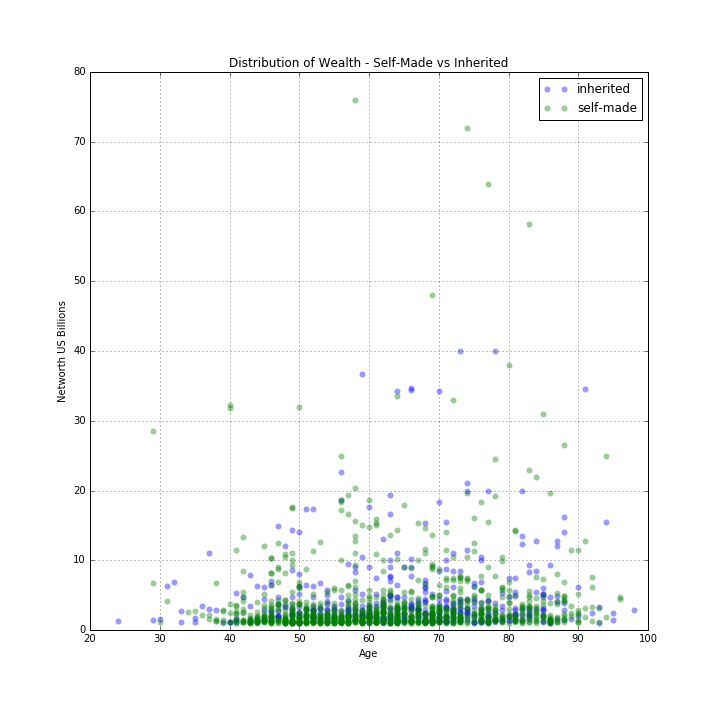 Distribution of Wealth - Self-Made vs Inherited
inherited
self-made
80
70
60
50
40
30
20
10
0
Networth US Billions
20 30 40 50 60 70 80 90 100
Age